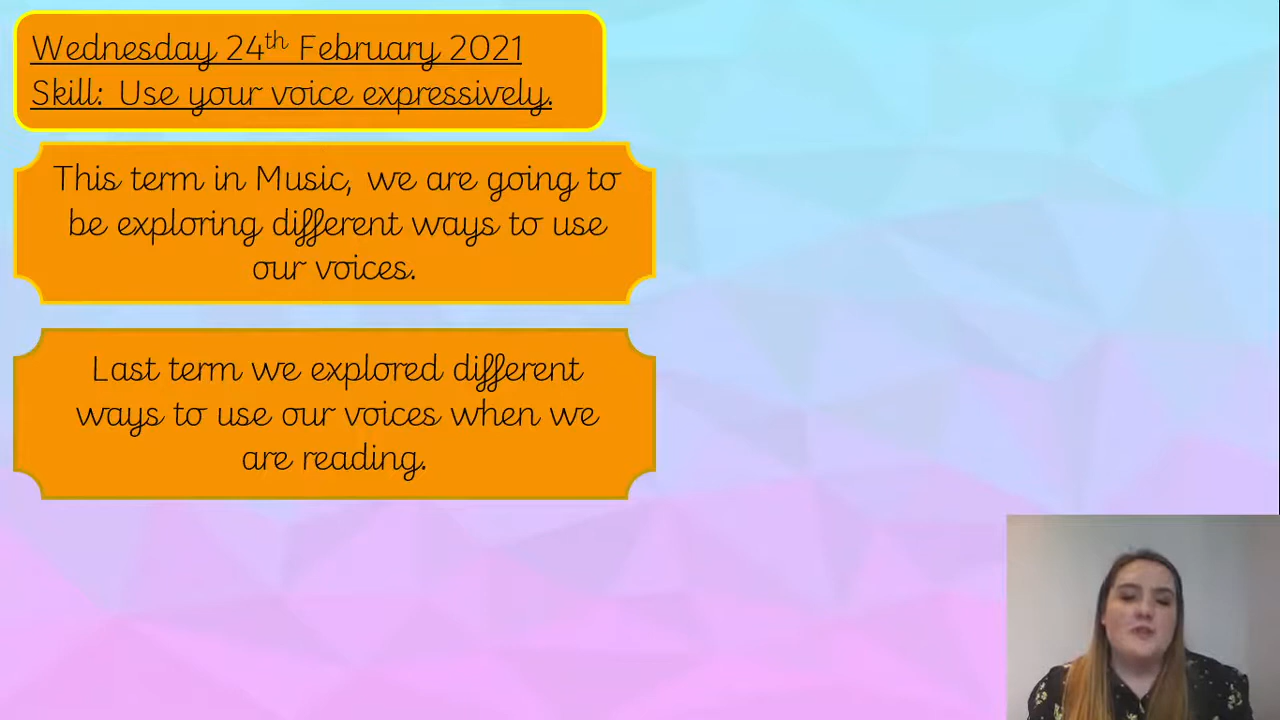 Wednesday 24th February 2021
Skill: Use your voice expressively.
This term in Music, we are going to
be exploring different ways to use
our voices.
Last term we explored different
ways to use our voices when we
are reading.